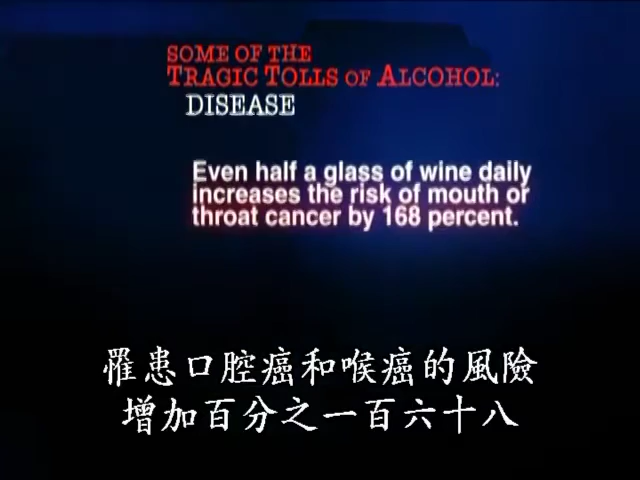 SOME OF THE
TRAGIC TOLLS OF ALCOHOL:
DISEASE
Even half a glass of wine daily
increases the risk of mouth or
throat cancer by 168 percent.
罹患口腔癌和喉癌的風險
增加百分之一百六十八